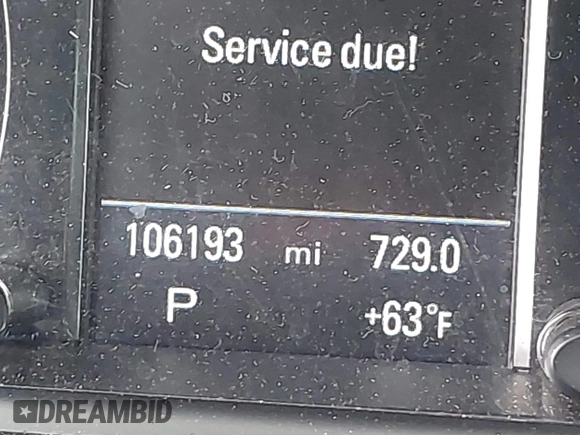 Service due!
106193 mi 729.0
P +63°F
DREAMBID